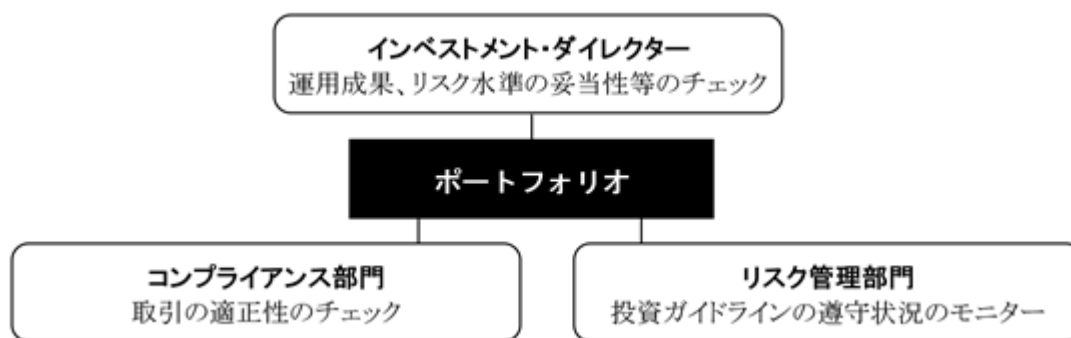 インベストメント・ダイレクター
運用成果、リスク水準の妥当性等のチェック
ポートフォリオ
コンプライアンス部門
取引の適正性のチェック
リスク管理部門
投資ガイドラインの遵守状況のモニター